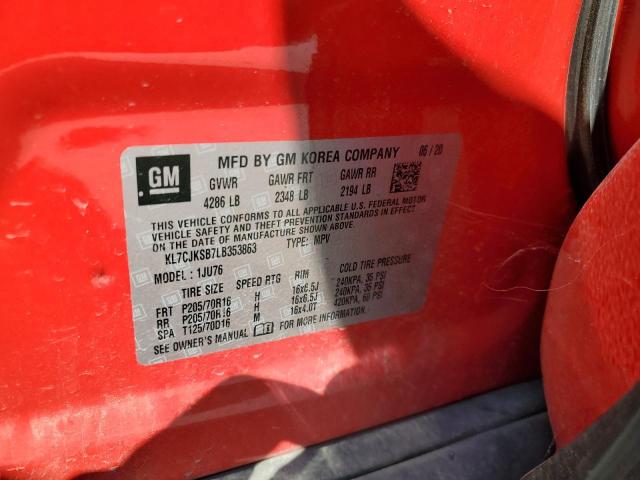 GM MFD BY GM KOREA COMPANY 06/20
GVWR GAWR FRT GAWR RR
4286 LB 2348 LB 2194 LB
THIS VEHICLE CONFORMS TO ALL APPLICABLE U.S. FEDERAL MOTOR
VEHICLE SAFETY AND THEFT PREVENTION STANDARDS IN EFFECT
ON THE DATE OF MANUFACTURE SHOWN ABOVE.
KL7CJKSB7LB353863 TYPE: MPV
MODEL: 1JU76
TIRE SIZE SPEED RTG RIM COLD TIRE PRESSURE
FRT P205/70R16 H 16x6.5J 240KPA, 35 PSI
RR P205/70R16 H 16x6.5J 240KPA, 35 PSI
SPA T125/70D16 M 16x4.0T 420KPA, 60 PSI
SEE OWNER'S MANUAL FOR MORE INFORMATION.